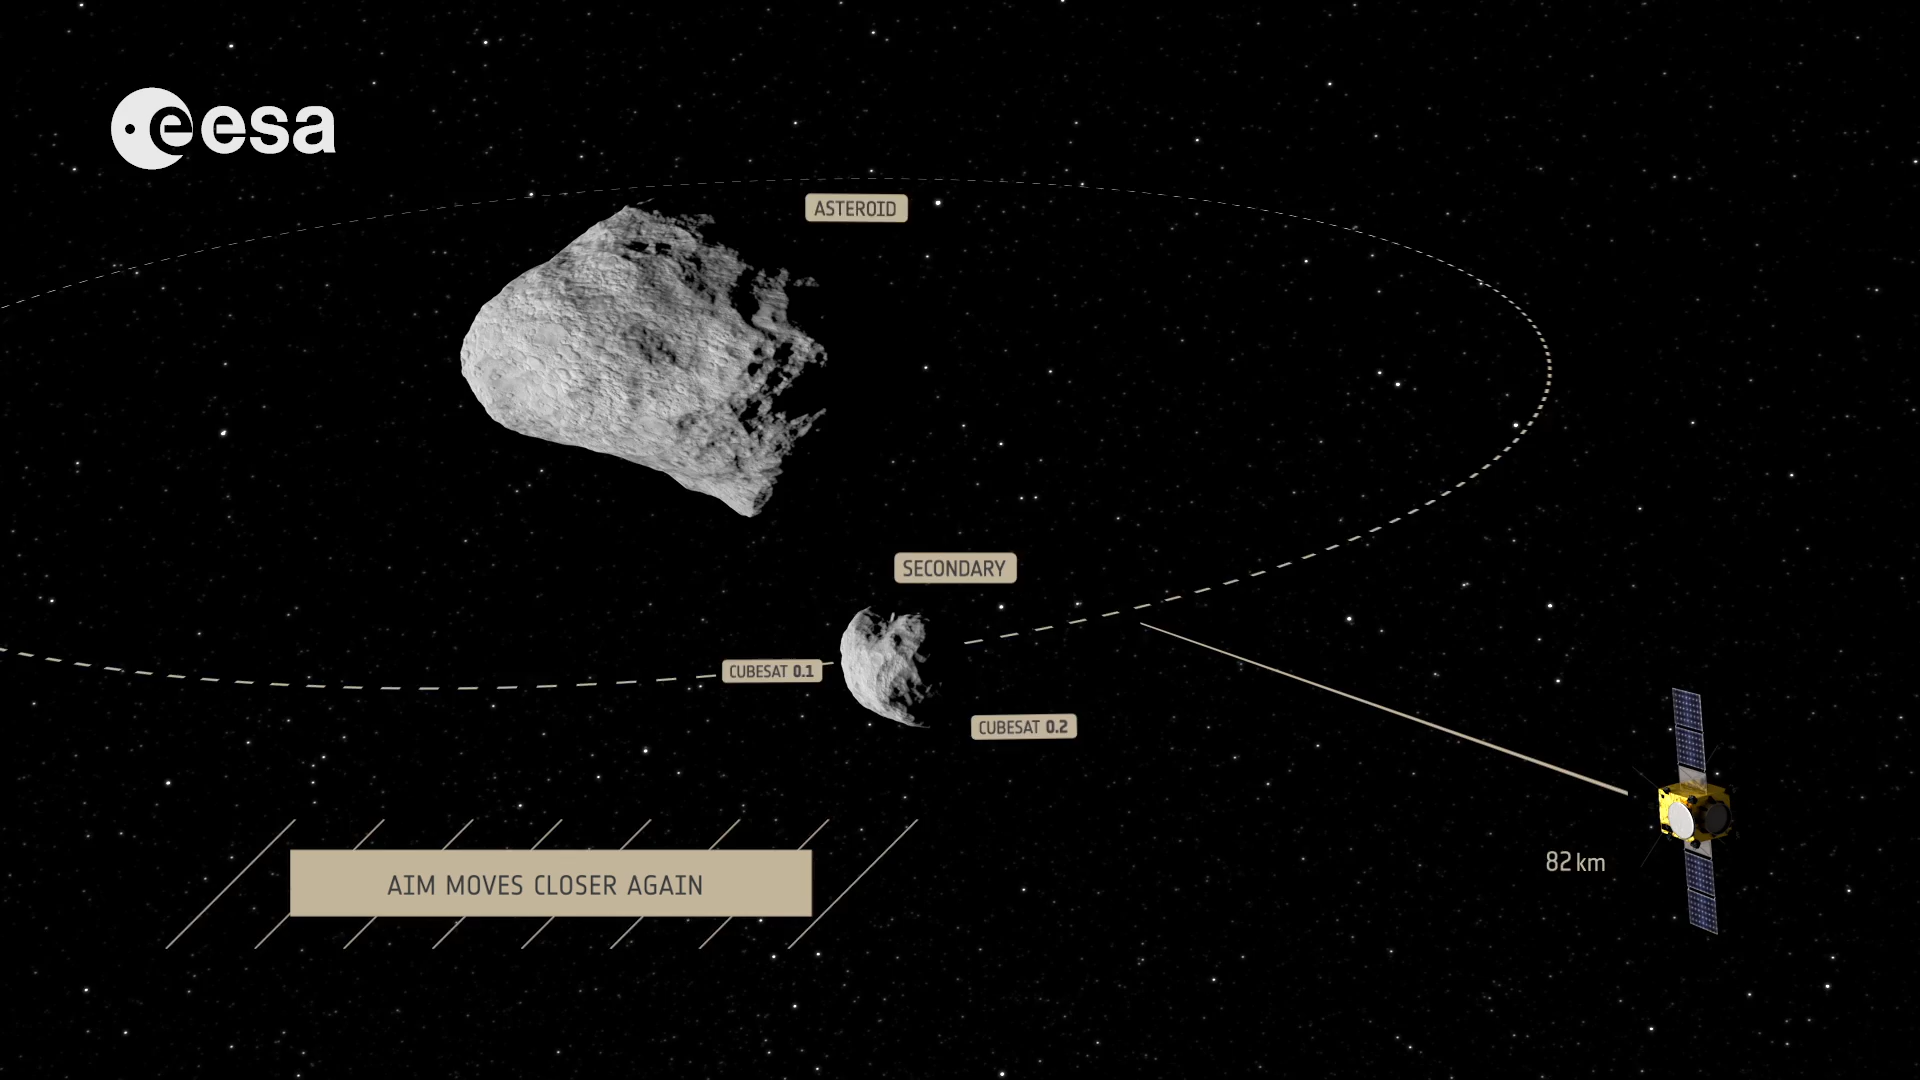 esa
ASTEROID
SECONDARY
CUBESAT 0.1
CUBESAT 0.2
82 km
AIM MOVES CLOSER AGAIN